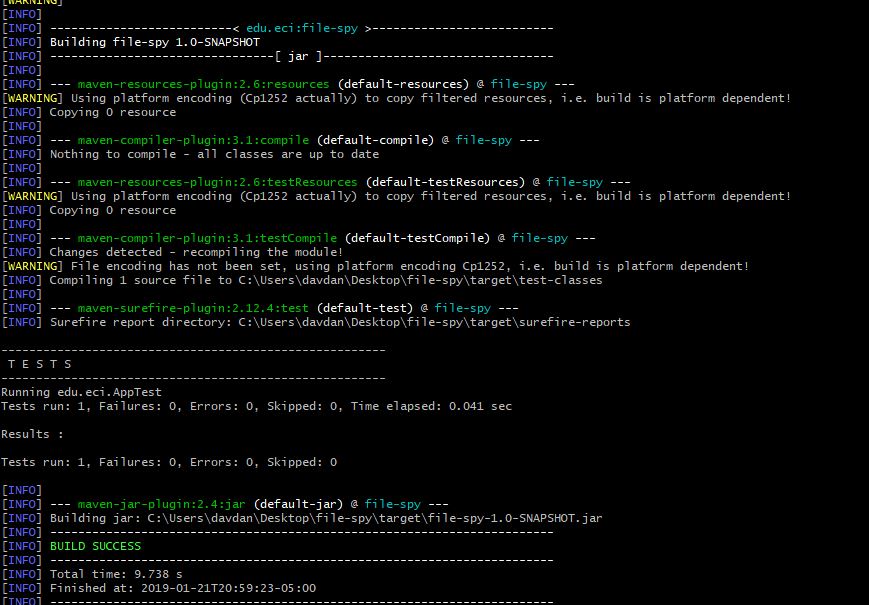 [WARNING]
[INFO]
[INFO] --------------------------< edu.eci:file-spy >--------------------------
[INFO] Building file-spy 1.0-SNAPSHOT
[INFO] --------------------------------[ jar ]---------------------------------
[INFO]
[INFO] --- maven-resources-plugin:2.6:resources (default-resources) @ file-spy ---
[WARNING] Using platform encoding (Cp1252 actually) to copy filtered resources, i.e. build is platform dependent!
[INFO] Copying 0 resource
[INFO]
[INFO] --- maven-compiler-plugin:3.1:compile (default-compile) @ file-spy ---
[INFO] Nothing to compile - all classes are up to date
[INFO]
[INFO] --- maven-resources-plugin:2.6:testResources (default-testResources) @ file-spy ---
[WARNING] Using platform encoding (Cp1252 actually) to copy filtered resources, i.e. build is platform dependent!
[INFO] Copying 0 resource
[INFO]
[INFO] --- maven-compiler-plugin:3.1:testCompile (default-testCompile) @ file-spy ---
[INFO] Changes detected - recompiling the module!
[WARNING] File encoding has not been set, using platform encoding Cp1252, i.e. build is platform dependent!
[INFO] Compiling 1 source file to C:\Users\davdan\Desktop\file-spy\target\test-classes
[INFO]
[INFO] --- maven-surefire-plugin:2.12.4:test (default-test) @ file-spy ---
[INFO] Surefire report directory: C:\Users\davdan\Desktop\file-spy\target\surefire-reports
-------------------------------------------------------
 T E S T S
-------------------------------------------------------
Running edu.eci.AppTest
Tests run: 1, Failures: 0, Errors: 0, Skipped: 0, Time elapsed: 0.041 sec
Results :
Tests run: 1, Failures: 0, Errors: 0, Skipped: 0
[INFO]
[INFO] --- maven-jar-plugin:2.4:jar (default-jar) @ file-spy ---
[INFO] Building jar: C:\Users\davdan\Desktop\file-spy\target\file-spy-1.0-SNAPSHOT.jar
[INFO] ------------------------------------------------------------------------
[INFO] BUILD SUCCESS
[INFO] ------------------------------------------------------------------------
[INFO] Total time: 9.738 s
[INFO] Finished at: 2019-01-21T20:59:23-05:00
[INFO] ------------------------------------------------------------------------